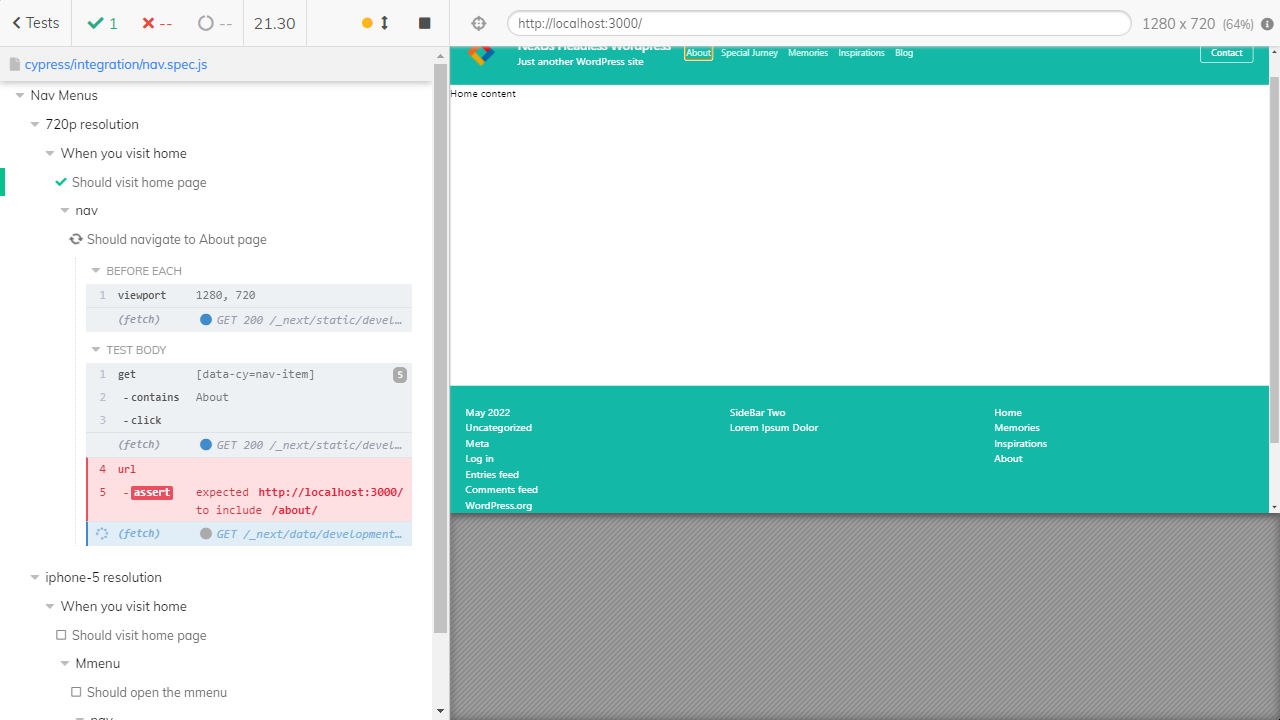 Tests
1
--
--
21.30
http://localhost:3000/
1280 x 720 (64%)
cypress/integration/nav.spec.js
Nav Menus
720p resolution
When you visit home
Should visit home page
nav
Should navigate to About page
BEFORE EACH
1 viewport 1280, 720
(fetch) GET 200 /_next/static/devel...
TEST BODY
1 get [data-cy=nav-item] 5
2 - contains About
3 - click
(fetch) GET 200 /_next/static/devel...
4 url
5 - assert expected http://localhost:3000/
to include /about/
(fetch) GET /_next/data/development...
iphone-5 resolution
When you visit home
Should visit home page
Mmenu
Should open the mmenu
nav
NextJS Headless Wordpress
Just another WordPress site
About
Special Jurney
Memories
Inspirations
Blog
Contact
Home content
May 2022
Uncategorized
Meta
Log in
Entries feed
Comments feed
WordPress.org
SideBar Two
Lorem Ipsum Dolor
Home
Memories
Inspirations
About